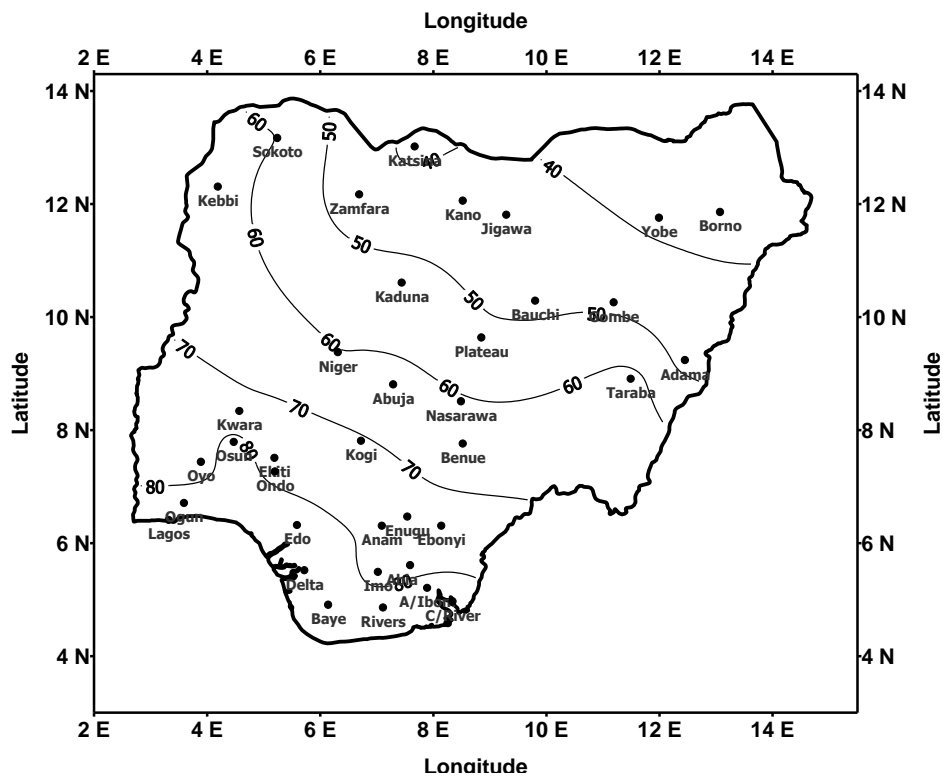 Longitude
2 E 4 E 6 E 8 E 10 E 12 E 14 E
14 N 14 N
60 50
Sokoto
Katsina 40
40
Kebbi
Zamfara
Kano
Jigawa
Yobe
Borno
12 N 12 N
60
50
Kaduna
50
Bauchi
50
Gombe
10 N 10 N
70
60
Niger
Plateau
Adama
Abuja
60
60
Taraba
Nasarawa
70
Kwara
Osun
80
Kogi
Benue
8 N 8 N
Oyo
Ekiti
Ondo
70
80
Ogun
Lagos
Edo
Anam
Enugu
Ebonyi
6 N 6 N
Delta
Imo
Abia
80
A/Ibom
C/River
Baye
Rivers
4 N 4 N
Latitude
Latitude
2 E 4 E 6 E 8 E 10 E 12 E 14 E
Longitude